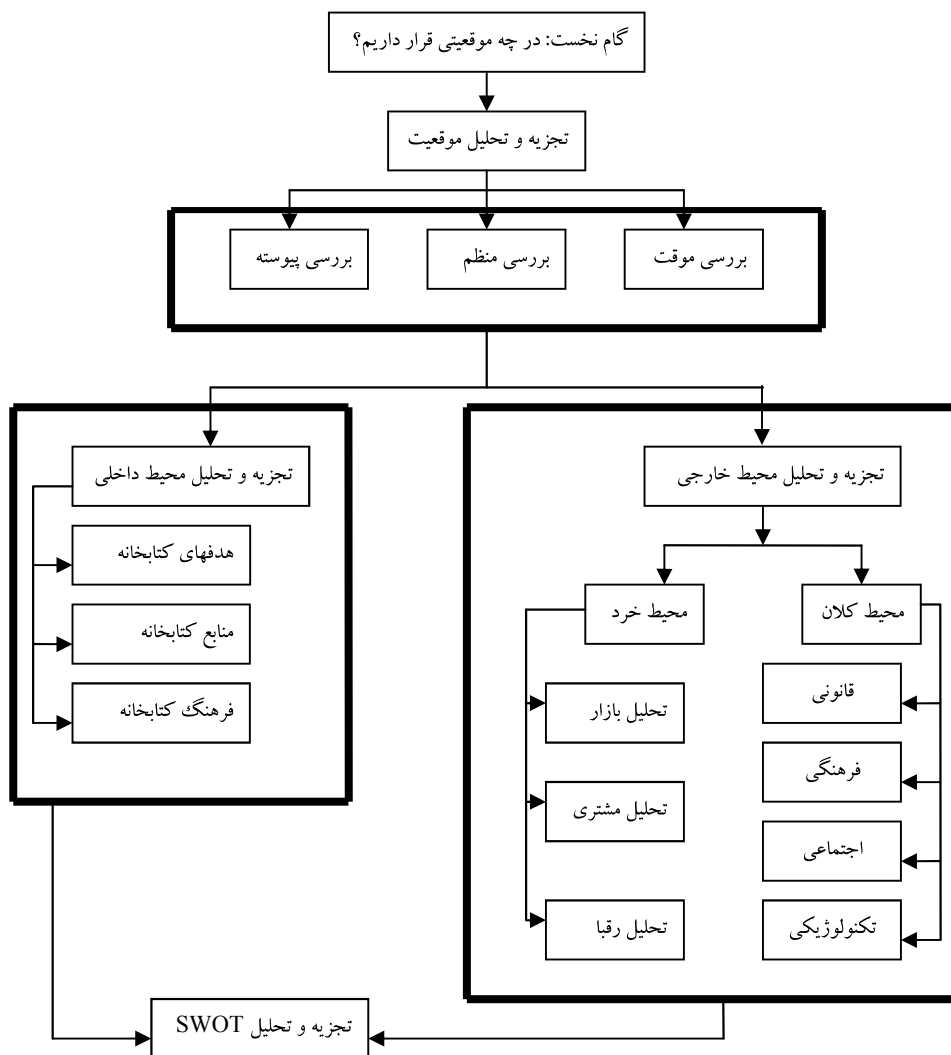 گام نخست: در چه موقعیتی قرار داریم؟
تجزیه و تحلیل موقعیت
بررسی موقت
بررسی منظم
بررسی پیوسته
تجزیه و تحلیل محیط خارجی
محیط کلان
قانونی
فرهنگی
اجتماعی
تکنولوژیکی
محیط خرد
تحلیل بازار
تحلیل مشتری
تحلیل رقبا
تجزیه و تحلیل محیط داخلی
هدفهای کتابخانه
منابع کتابخانه
فرهنگ کتابخانه
تجزیه و تحلیل SWOT